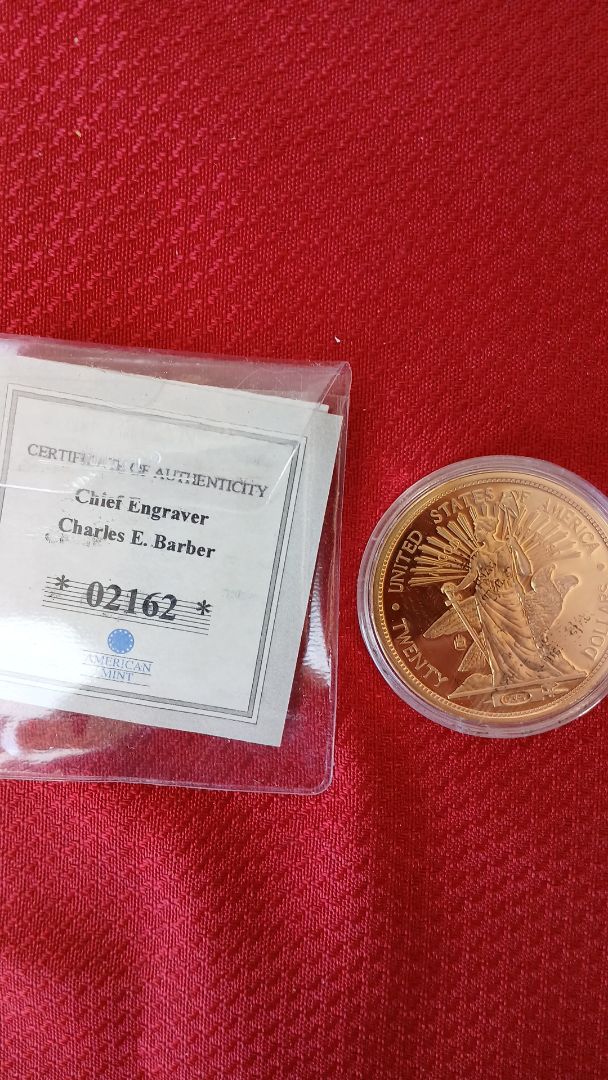 CERTIFICATE OF AUTHENTICITY
Chief Engraver
Charles E. Barber
* 02162 *
AMERICAN
MINT
· UNITED STATES OF AMERICA ·
TWENTY DOLLARS